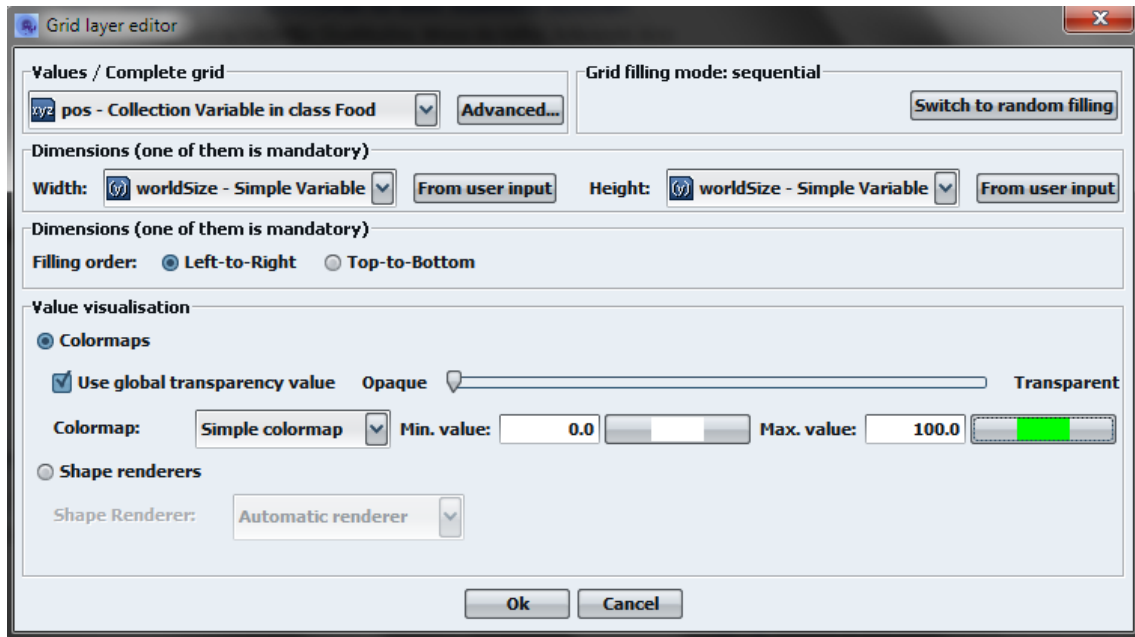 Grid layer editor
Values / Complete grid
Grid filling mode: sequential
xyz pos - Collection Variable in class Food
Advanced...
Switch to random filling
Dimensions (one of them is mandatory)
Width: (y) worldSize - Simple Variable From user input Height: (y) worldSize - Simple Variable From user input
Dimensions (one of them is mandatory)
Filling order: Left-to-Right Top-to-Bottom
Value visualisation
Colormaps
Use global transparency value Opaque Transparent
Colormap: Simple colormap Min. value: 0.0 Max. value: 100.0
Shape renderers
Shape Renderer: Automatic renderer
Ok Cancel